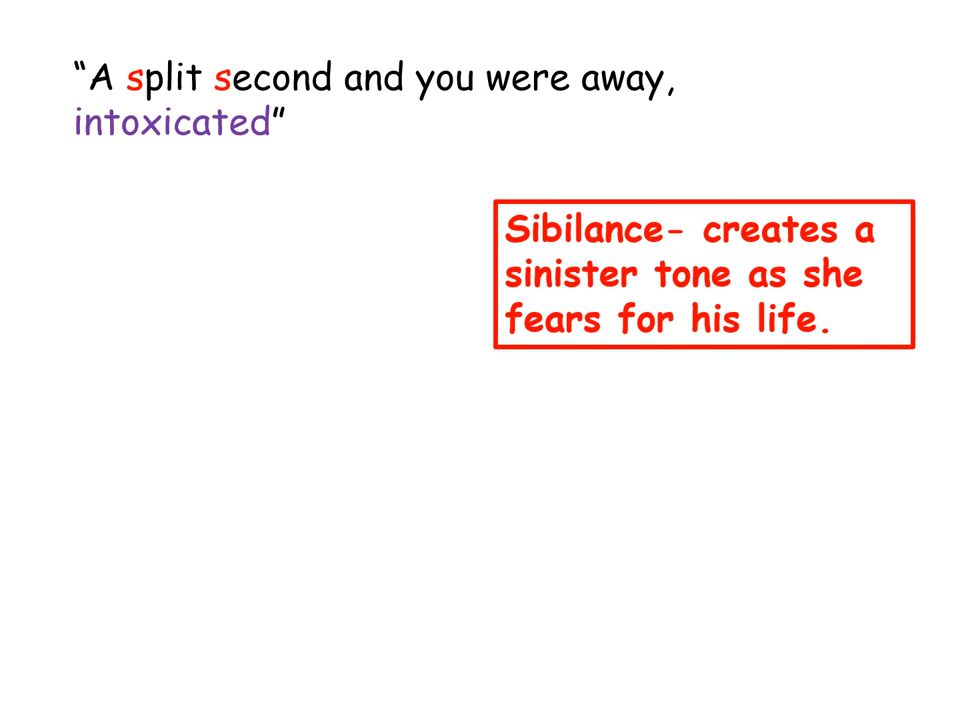 “A split second and you were away,
intoxicated”
Sibilance- creates a
sinister tone as she
fears for his life.